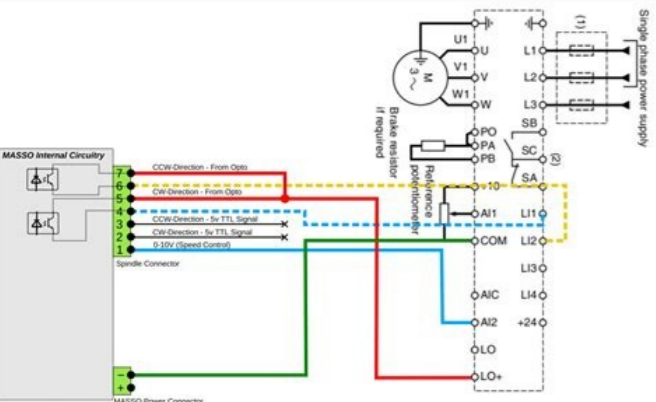 MASSO Internal Circuitry
7
6
5
4
3
2
1
CCW-Direction - From Opto
CW-Direction - From Opto
CCW-Direction - 5v TTL Signal
CW-Direction - 5v TTL Signal
0-10V (Speed Control)
Spindle Connector
−
+
MASSO Power Connector
M
3 ~
U1
V1
W1
U
V
W
Brake resistor
if required
PO
PA
PB
Reference
potentiometer
10
AI1
COM
AIC
AI2
LO
LO+
L1
L2
L3
SB
SC
SA
LI1
LI2
LI3
LI4
+24
(1)
(2)
Single phase power supply